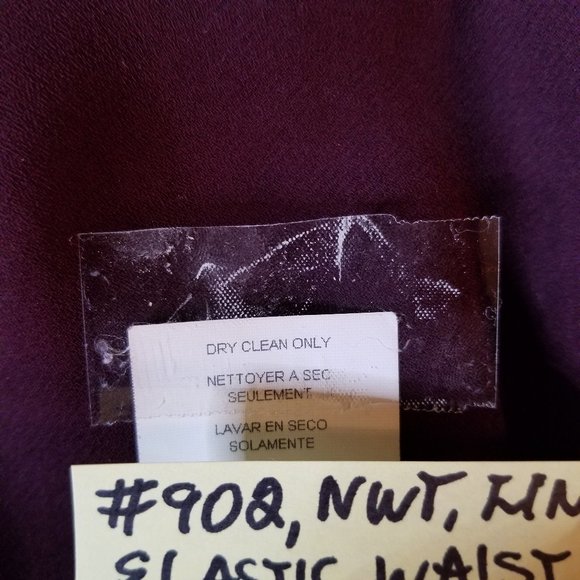 DRY CLEAN ONLY
NETTOYER A SEC
SEULEMENT
LAVAR EN SECO
SOLAMENTE
#902, NWT,
ELASTIC WAIST